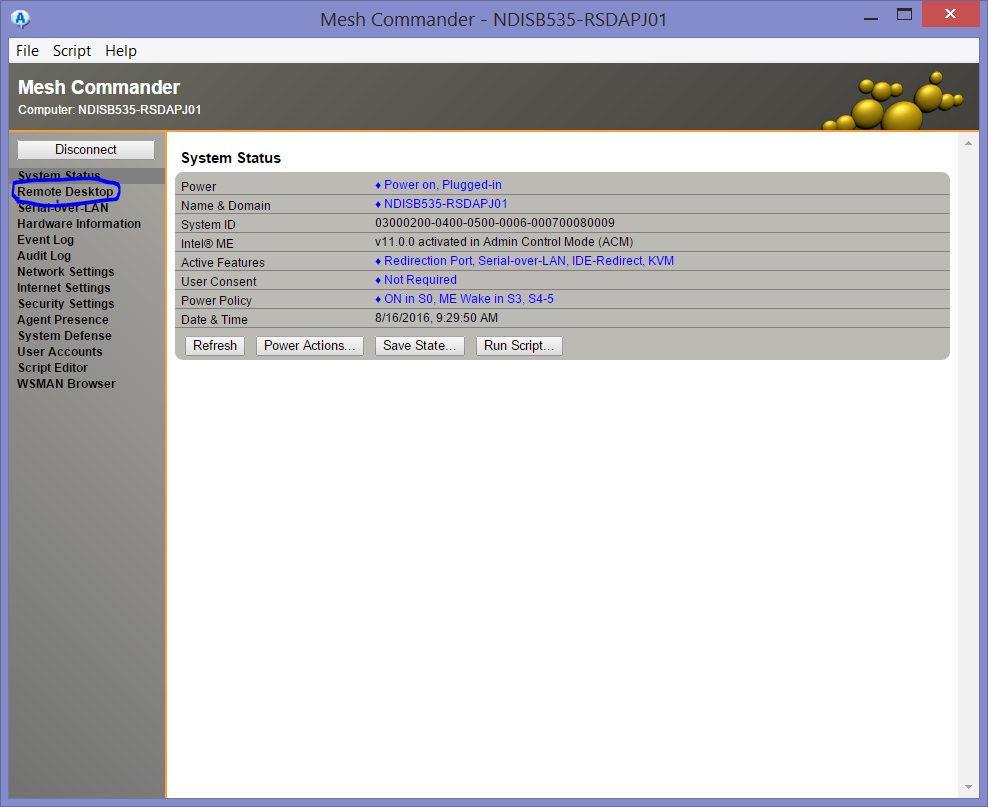 Mesh Commander - NDISB535-RSDAPJ01
File Script Help
Mesh Commander
Computer: NDISB535-RSDAPJ01
Disconnect
System Status
Remote Desktop
Serial-over-LAN
Hardware Information
Event Log
Audit Log
Network Settings
Internet Settings
Security Settings
Agent Presence
System Defense
User Accounts
Script Editor
WSMAN Browser
System Status
Power ♦ Power on, Plugged-in
Name & Domain ♦ NDISB535-RSDAPJ01
System ID 03000200-0400-0500-0006-000700080009
Intel® ME v11.0.0 activated in Admin Control Mode (ACM)
Active Features ♦ Redirection Port, Serial-over-LAN, IDE-Redirect, KVM
User Consent ♦ Not Required
Power Policy ♦ ON in S0, ME Wake in S3, S4-5
Date & Time 8/16/2016, 9:29:50 AM
Refresh Power Actions... Save State... Run Script...